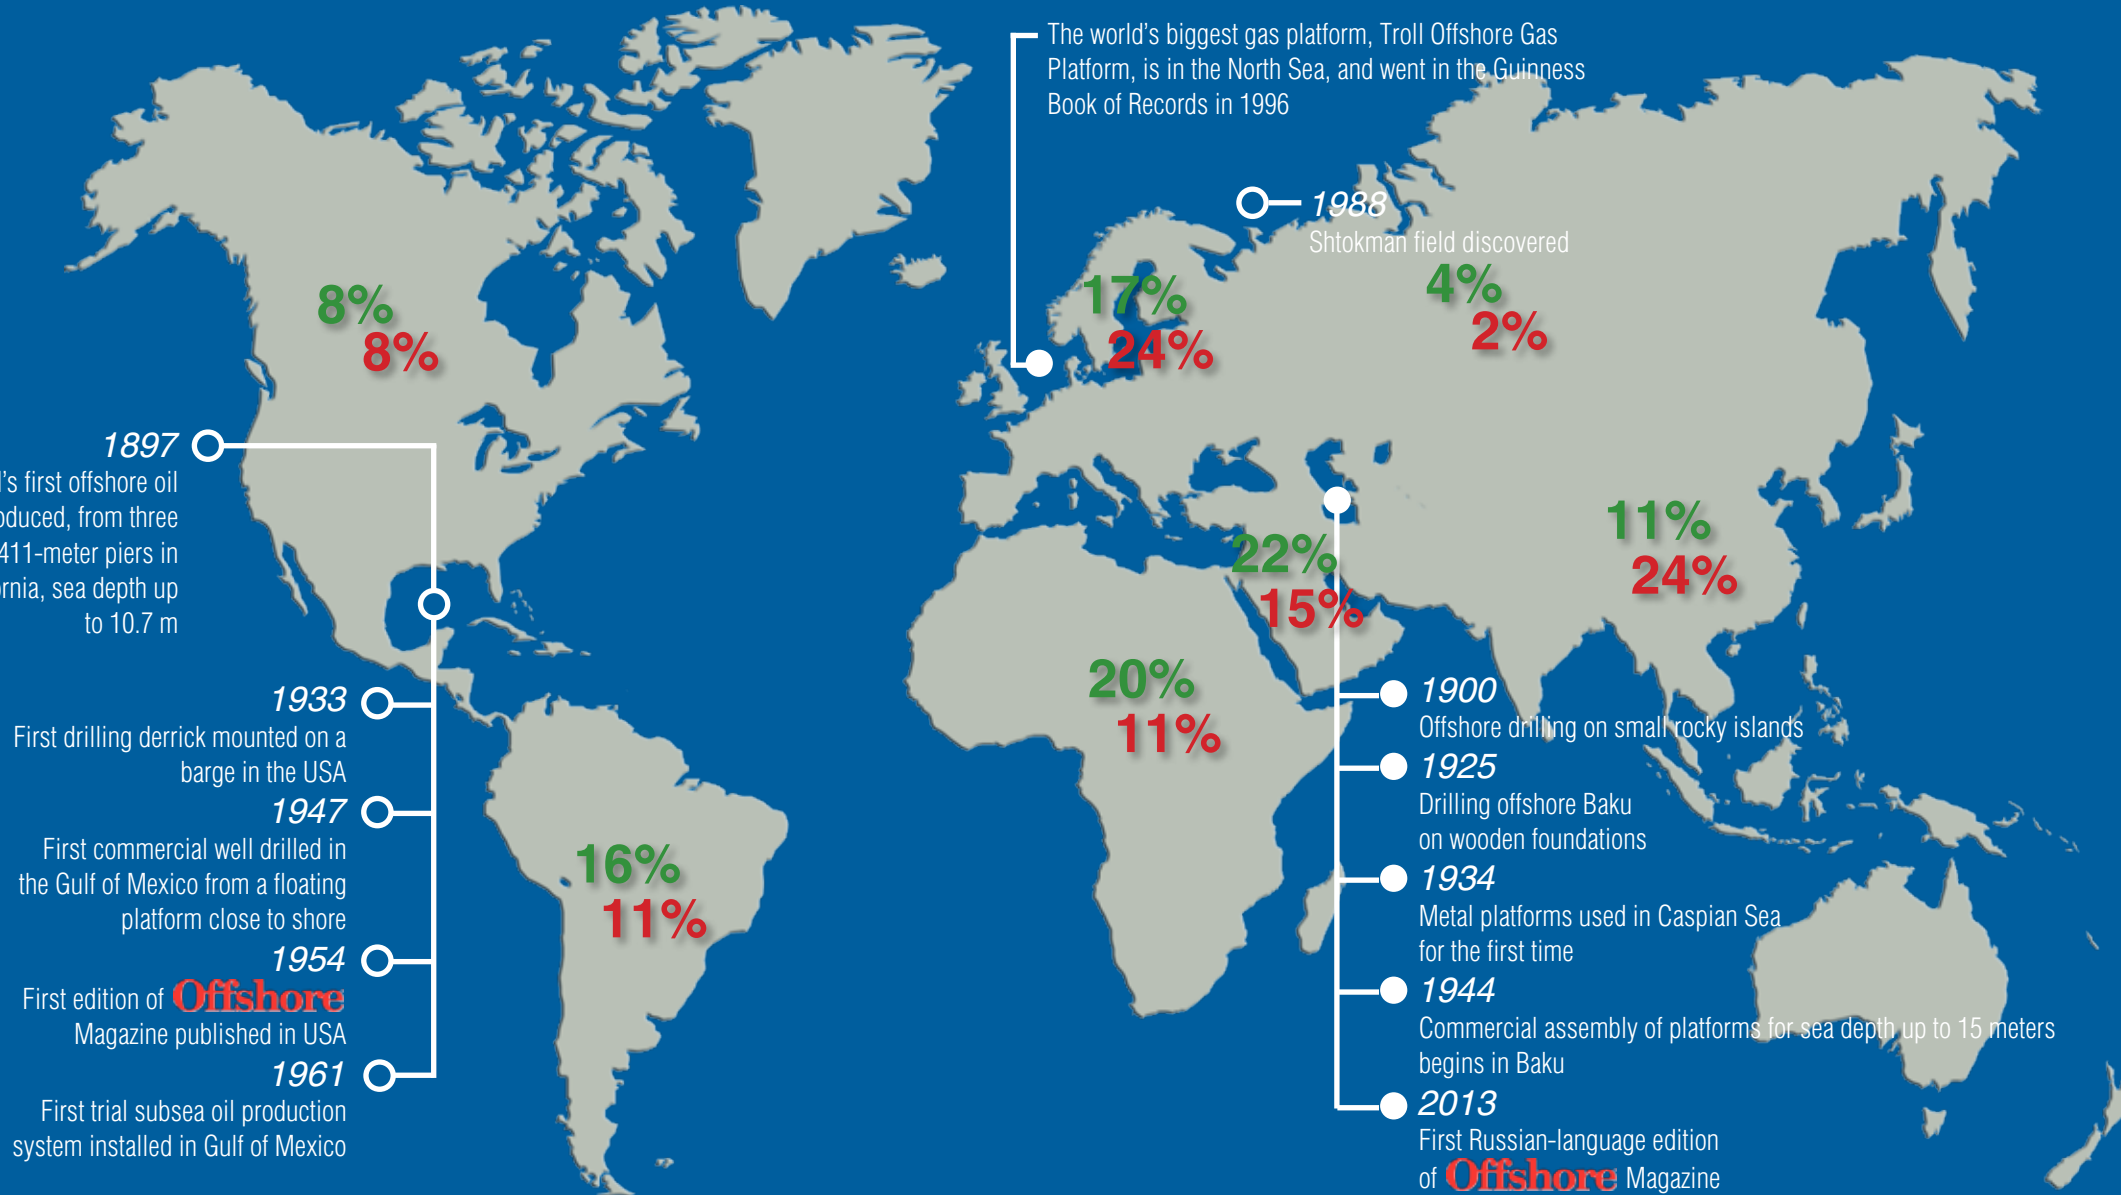 The world's biggest gas platform, Troll Offshore Gas
Platform, is in the North Sea, and went in the Guinness
Book of Records in 1996
1988
Shtokman field discovered
8%
8%
17%
24%
4%
2%
1897
's first offshore oil
oduced, from three
411-meter piers in
rnia, sea depth up
to 10.7 m
11%
24%
22%
15%
20%
11%
16%
11%
1933
First drilling derrick mounted on a
barge in the USA
1947
First commercial well drilled in
the Gulf of Mexico from a floating
platform close to shore
1954
First edition of Offshore
Magazine published in USA
1961
First trial subsea oil production
system installed in Gulf of Mexico
1900
Offshore drilling on small rocky islands
1925
Drilling offshore Baku
on wooden foundations
1934
Metal platforms used in Caspian Sea
for the first time
1944
Commercial assembly of platforms for sea depth up to 15 meters
begins in Baku
2013
First Russian-language edition
of Offshore Magazine